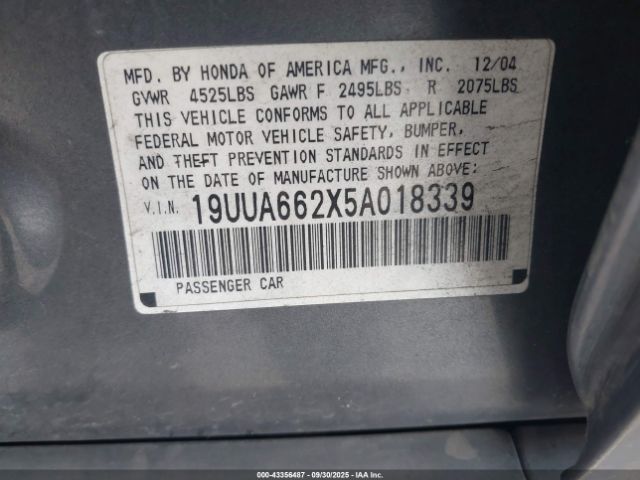 MFD. BY HONDA OF AMERICA MFG., INC. 12/04
GVWR 4525LBS GAWR F 2495LBS R 2075LBS
THIS VEHICLE CONFORMS TO ALL APPLICABLE
FEDERAL MOTOR VEHICLE SAFETY, BUMPER,
AND THEFT PREVENTION STANDARDS IN EFFECT
ON THE DATE OF MANUFACTURE SHOWN ABOVE:
V.I.N. 19UUA662X5A018339
PASSENGER CAR
000-43356487 - 09/30/2025 - IAAI.COM